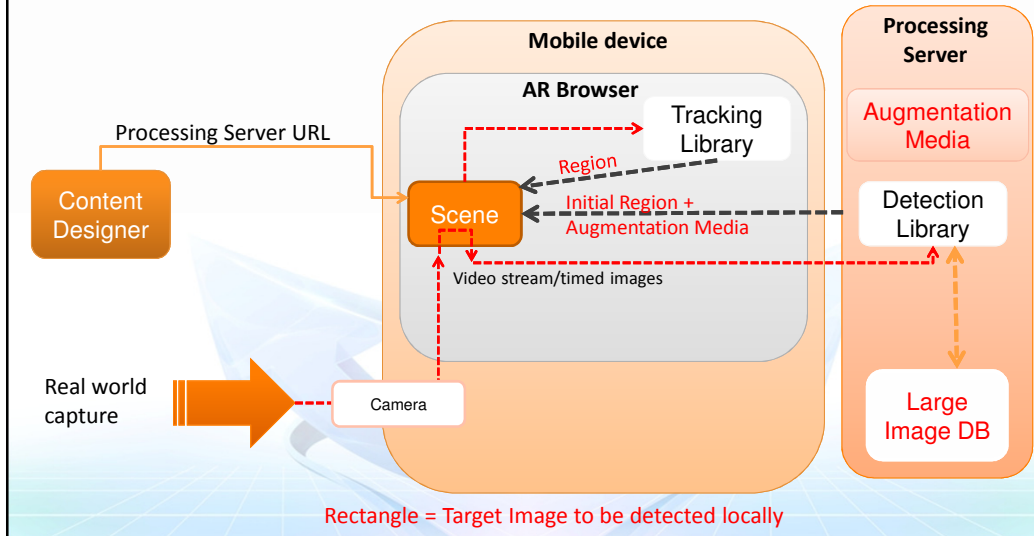 Mobile device
Processing
Server
AR Browser
Processing Server URL
Tracking
Library
Augmentation
Media
Region
Content
Designer
Scene
Initial Region +
Augmentation Media
Detection
Library
Video stream/timed images
Real world
capture
Camera
Large
Image DB
Rectangle = Target Image to be detected locally